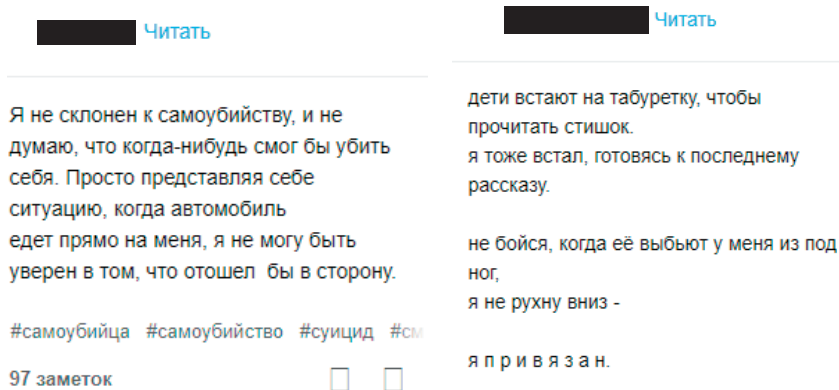 Читать
Я не склонен к самоубийству, и не
думаю, что когда-нибудь смог бы убить
себя. Просто представляя себе
ситуацию, когда автомобиль
едет прямо на меня, я не могу быть
уверен в том, что отошел бы в сторону.
#самоубийца #самоубийство #суицид #см
97 заметок
Читать
дети встают на табуретку, чтобы
прочитать стишок.
я тоже встал, готовясь к последнему
рассказу.
не бойся, когда её выбьют у меня из под
ног,
я не рухну вниз -
я п р и в я з а н.